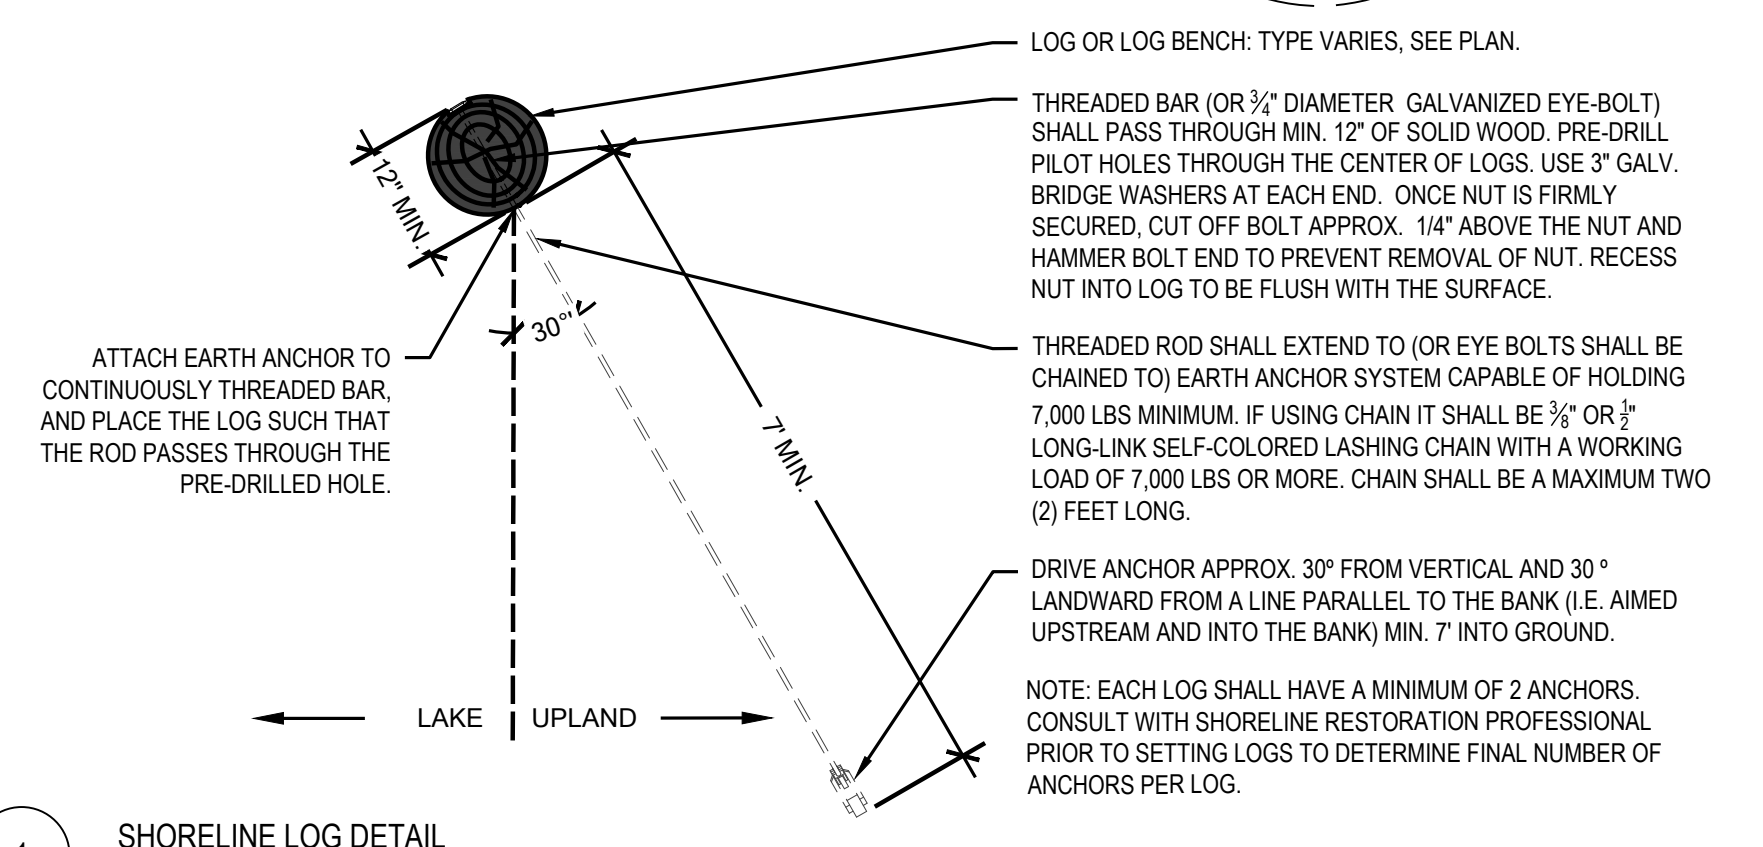 LOG OR LOG BENCH: TYPE VARIES, SEE PLAN.
THREADED BAR (OR ¾" DIAMETER GALVANIZED EYE-BOLT)
SHALL PASS THROUGH MIN. 12" OF SOLID WOOD. PRE-DRILL
PILOT HOLES THROUGH THE CENTER OF LOGS. USE 3" GALV.
BRIDGE WASHERS AT EACH END. ONCE NUT IS FIRMLY
SECURED, CUT OFF BOLT APPROX. 1/4" ABOVE THE NUT AND
HAMMER BOLT END TO PREVENT REMOVAL OF NUT. RECESS
NUT INTO LOG TO BE FLUSH WITH THE SURFACE.
12" MIN.
30°
7' MIN.
ATTACH EARTH ANCHOR TO
CONTINUOUSLY THREADED BAR,
AND PLACE THE LOG SUCH THAT
THE ROD PASSES THROUGH THE
PRE-DRILLED HOLE.
THREADED ROD SHALL EXTEND TO (OR EYE BOLTS SHALL BE
CHAINED TO) EARTH ANCHOR SYSTEM CAPABLE OF HOLDING
7,000 LBS MINIMUM. IF USING CHAIN IT SHALL BE ⅜" OR ½"
LONG-LINK SELF-COLORED LASHING CHAIN WITH A WORKING
LOAD OF 7,000 LBS OR MORE. CHAIN SHALL BE A MAXIMUM TWO
(2) FEET LONG.
DRIVE ANCHOR APPROX. 30º FROM VERTICAL AND 30 º
LANDWARD FROM A LINE PARALLEL TO THE BANK (I.E. AIMED
UPSTREAM AND INTO THE BANK) MIN. 7' INTO GROUND.
NOTE: EACH LOG SHALL HAVE A MINIMUM OF 2 ANCHORS.
CONSULT WITH SHORELINE RESTORATION PROFESSIONAL
PRIOR TO SETTING LOGS TO DETERMINE FINAL NUMBER OF
ANCHORS PER LOG.
LAKE UPLAND
SHORELINE LOG DETAIL